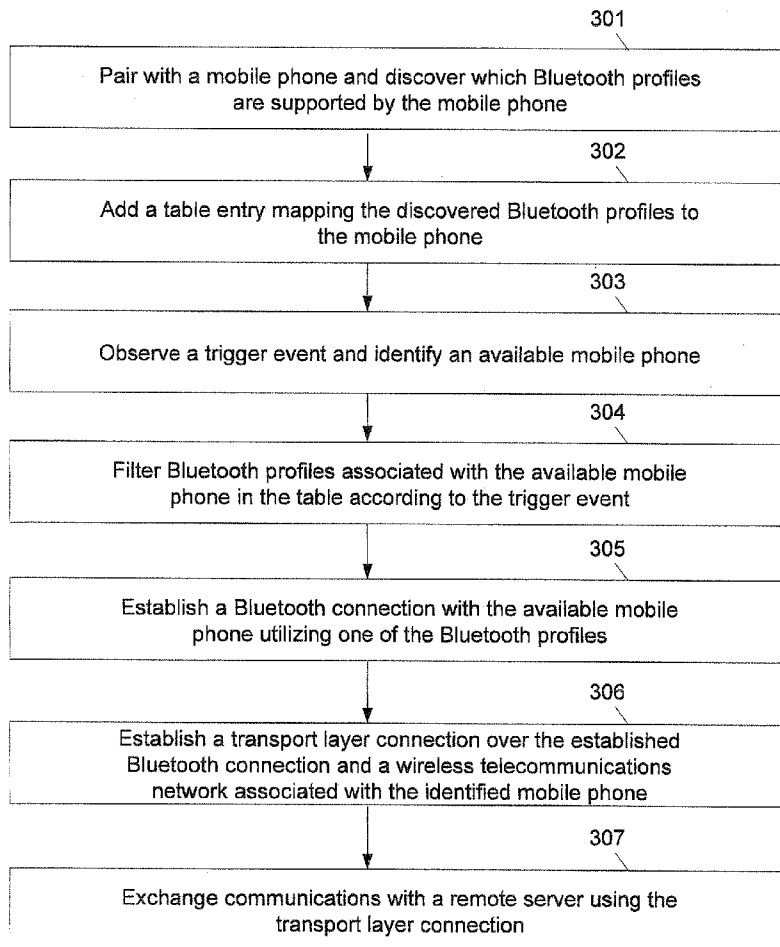 301
Pair with a mobile phone and discover which Bluetooth profiles
are supported by the mobile phone
302
Add a table entry mapping the discovered Bluetooth profiles to
the mobile phone
303
Observe a trigger event and identify an available mobile phone
304
Filter Bluetooth profiles associated with the available mobile
phone in the table according to the trigger event
305
Establish a Bluetooth connection with the available mobile
phone utilizing one of the Bluetooth profiles
306
Establish a transport layer connection over the established
Bluetooth connection and a wireless telecommunications
network associated with the identified mobile phone
307
Exchange communications with a remote server using the
transport layer connection